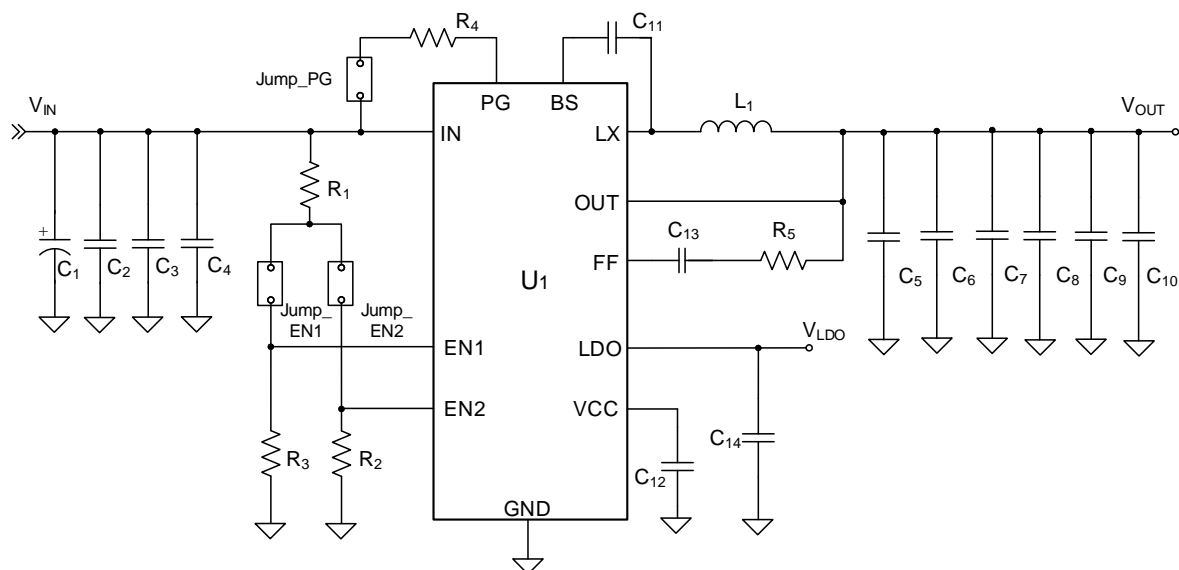 R4
C11
Jump_PG
PG
BS
VIN
L1
VOUT
IN
LX
R1
OUT
C13
R5
FF
C1
C2
C3
C4
C5
C6
C7
C8
C9
C10
U1
Jump_
EN1
Jump_
EN2
EN1
LDO
VLDO
EN2
VCC
R3
R2
C12
C14
GND
+